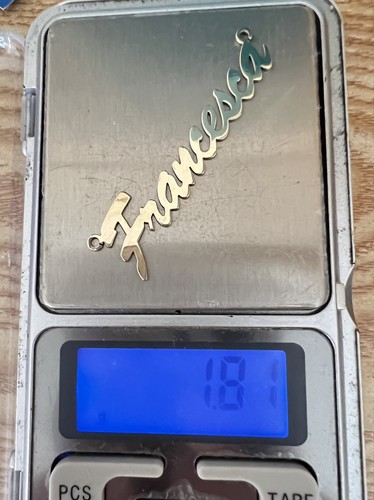 Francesca
1.81
PCS
TARE